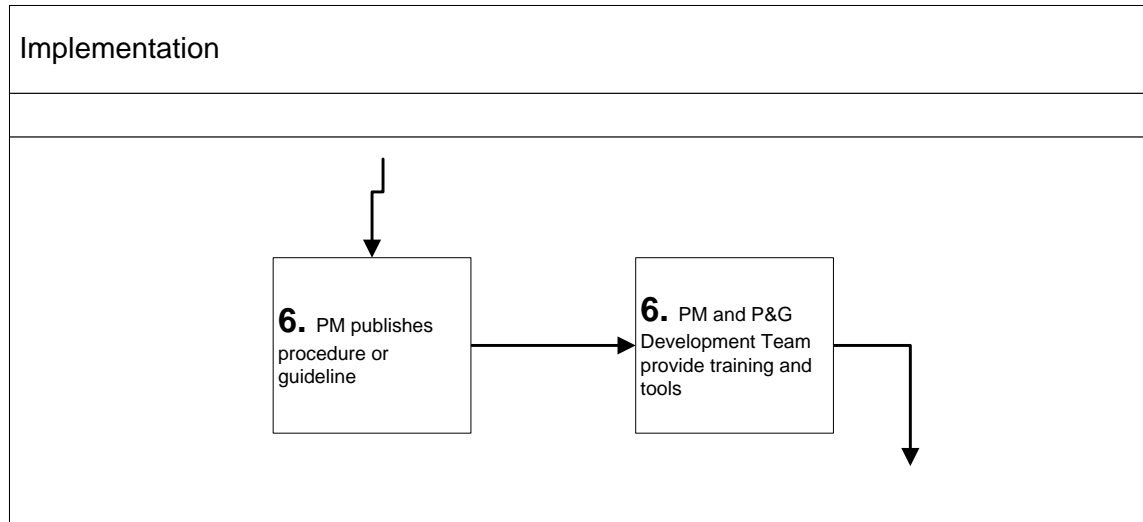 Implementation
6. PM publishes
procedure or
guideline
6. PM and P&G
Development Team
provide training and
tools